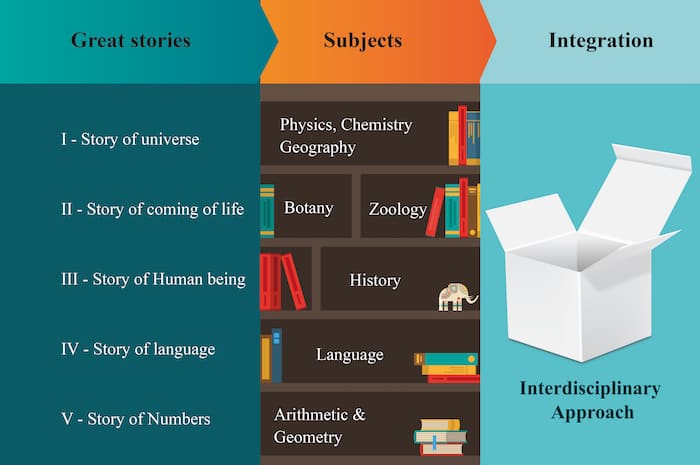 Great stories
Subjects
Integration
I - Story of universe
II - Story of coming of life
III - Story of Human being
IV - Story of language
V - Story of Numbers
Physics, Chemistry
Geography
Botany
Zoology
History
Language
Arithmetic &
Geometry
Interdisciplinary
Approach